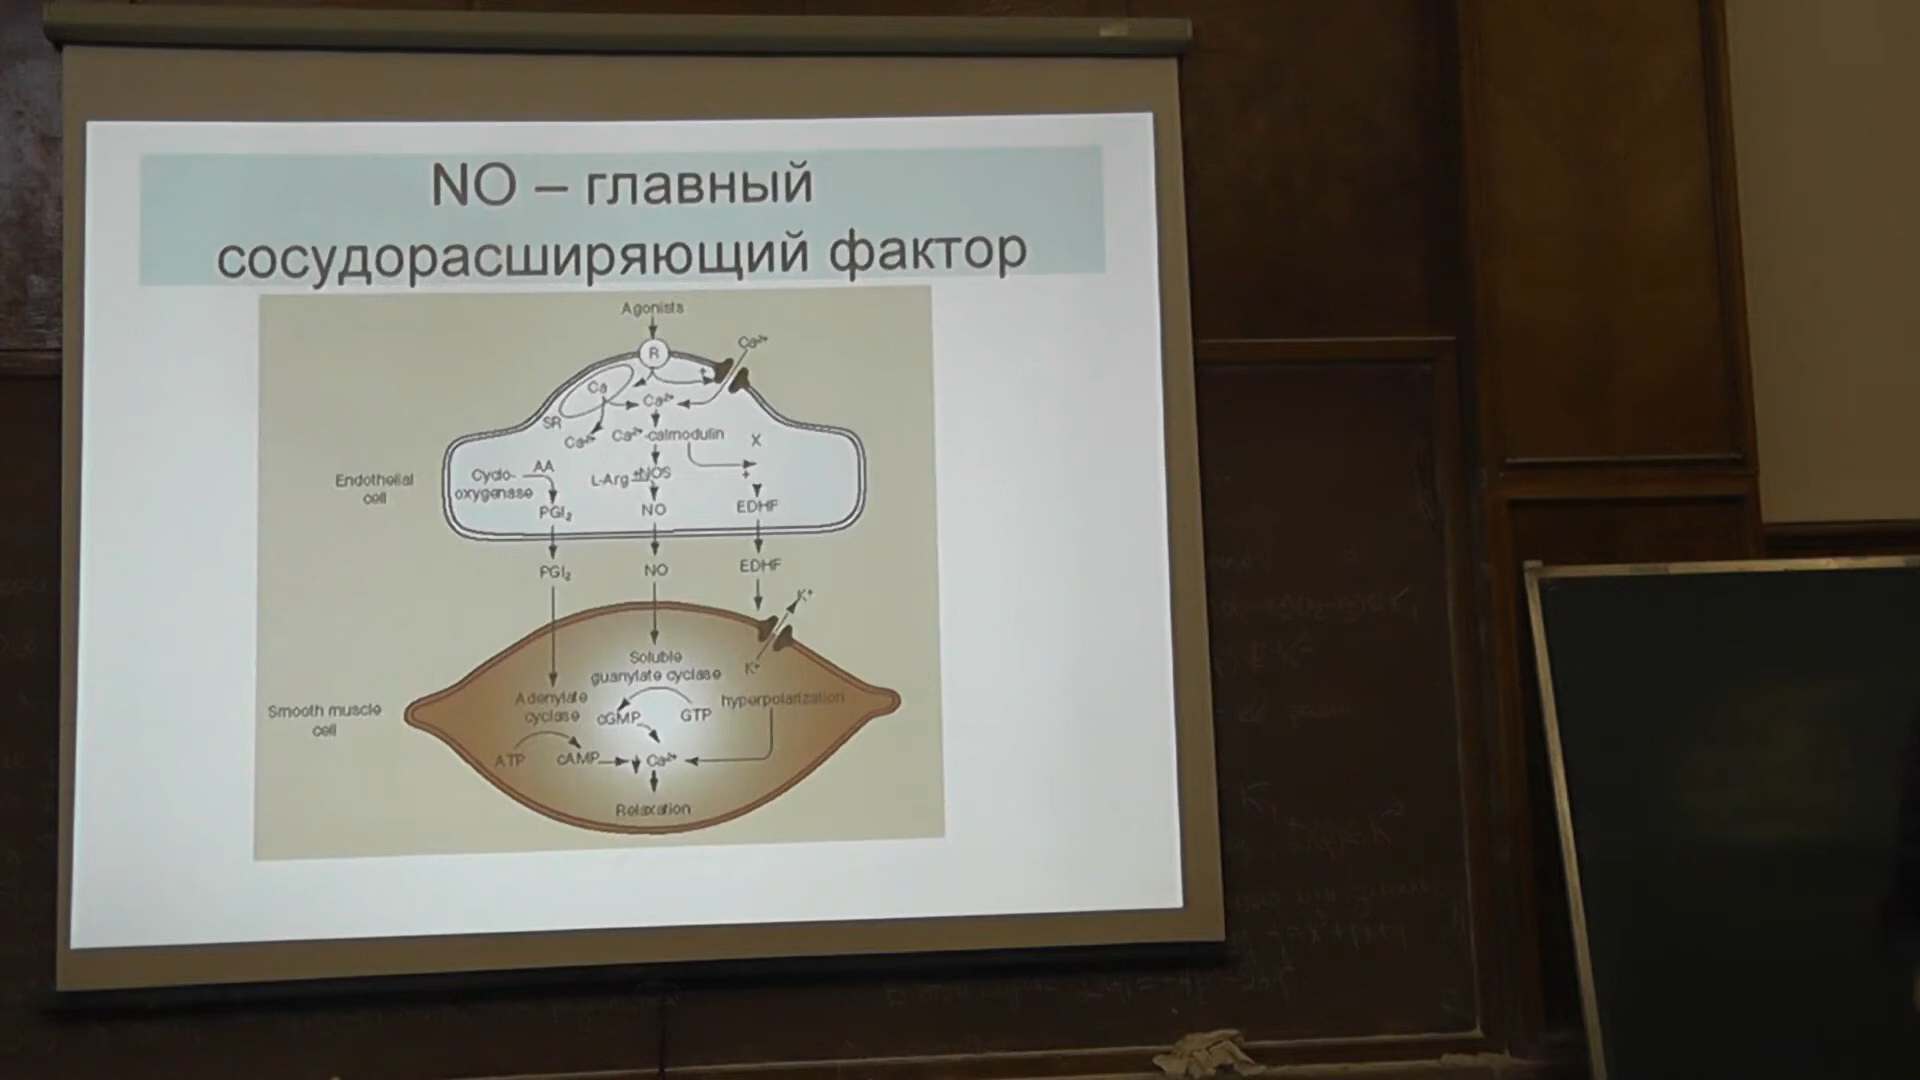 NO – главный
сосудорасширяющий фактор
Agonists
R
Ca²⁺
Ca
Ca²⁺
SR
Ca²⁺
Ca²⁺-calmodulin
X
AA
Cyclo-
oxygenase
L-Arg
NOS
+
Endothelial
cell
PGI₂
NO
EDHF
PGI₂
NO
EDHF
K⁺
K⁺
Soluble
guanylate cyclase
Adenylate
cyclase
cGMP
GTP
hyperpolarization
Smooth muscle
cell
ATP
cAMP
Ca²⁺
Relaxation